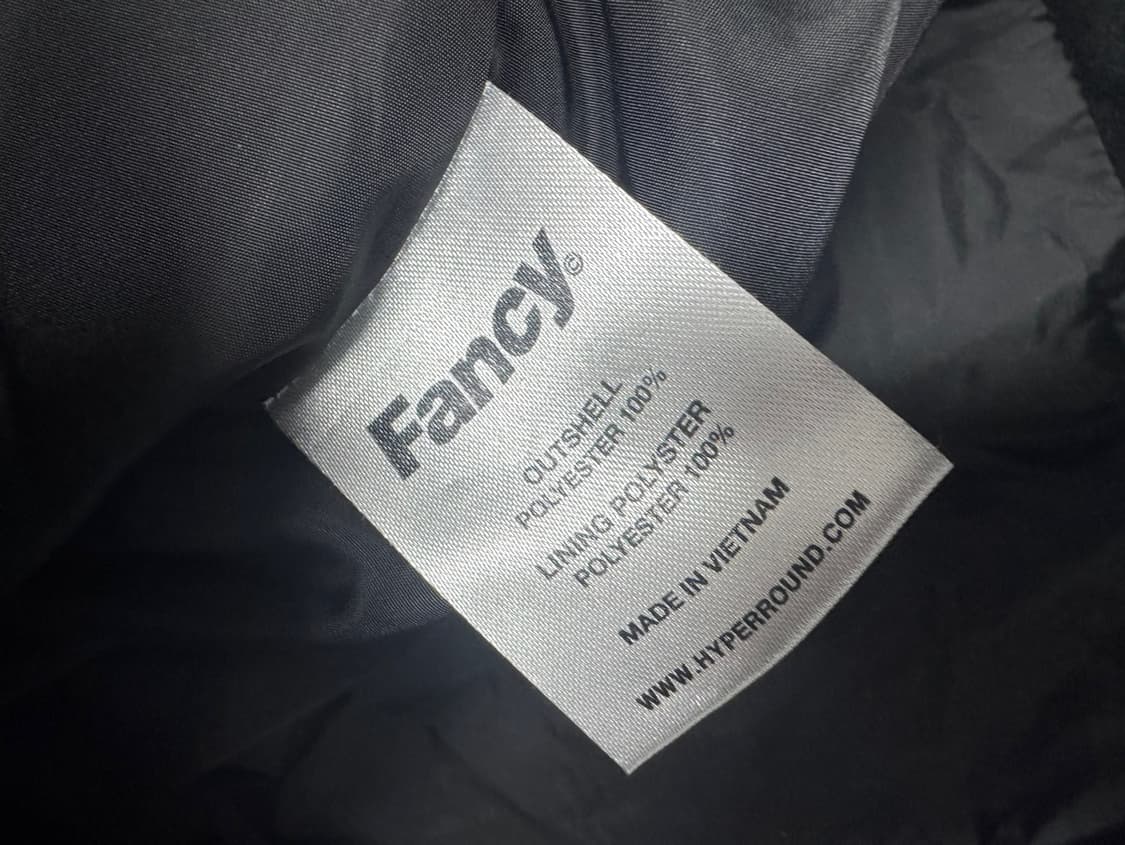 Fancy©
OUTSHELL
POLYESTER 100%
LINING POLYSTER
POLYESTER 100%
MADE IN VIETNAM
WWW.HYPERROUND.COM